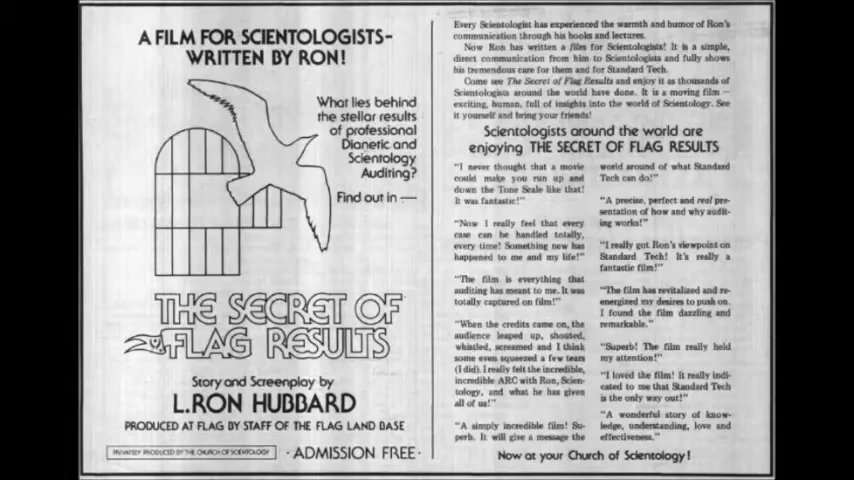 A FILM FOR SCIENTOLOGISTS-
WRITTEN BY RON!
What lies behind
the stellar results
of professional
Dianetic and
Scientology
Auditing?
Find out in —
THE SECRET OF
FLAG RESULTS
Story and Screenplay by
L. RON HUBBARD
PRODUCED AT FLAG BY STAFF OF THE FLAG LAND BASE
PRIVATELY PRODUCED BY THE CHURCH OF SCIENTOLOGY
· ADMISSION FREE ·
Every Scientologist has experienced the warmth and humor of Ron's
communication through his books and lectures.
Now Ron has written a film for Scientologists! It is a simple,
direct communication from him to Scientologists and fully shows
his tremendous care for them and for Standard Tech.
Come see The Secret of Flag Results and enjoy it as thousands of
Scientologists around the world have done. It is a moving film —
exciting, human, full of insights into the world of Scientology. See
it yourself and bring your friends!
Scientologists around the world are
enjoying THE SECRET OF FLAG RESULTS
"I never thought that a movie
could make you run up and
down the Tone Scale like that!
It was fantastic!"
"Now I really feel that every
case can be handled totally,
every time! Something new has
happened to me and my life!"
"The film is everything that
auditing has meant to me. It was
totally captured on film!"
"When the credits came on, the
audience leaped up, shouted,
whistled, screamed and I think
some even squeezed a few tears
(I did). I really felt the incredible,
incredible ARC with Ron, Scien-
tology, and what he has given
all of us!"
"A simply incredible film! Su-
perb. It will give a message the
world around of what Standard
Tech can do!"
"A precise, perfect and real pre-
sentation of how and why audit-
ing works!"
"I really got Ron's viewpoint on
Standard Tech! It's really a
fantastic film!"
"The film has revitalized and re-
energized my desires to push on.
I found the film dazzling and
remarkable."
"Superb! The film really held
my attention!"
"I loved the film! It really indi-
cated to me that Standard Tech
is the only way out!"
"A wonderful story of know-
ledge, understanding, love and
effectiveness."
Now at your Church of Scientology!